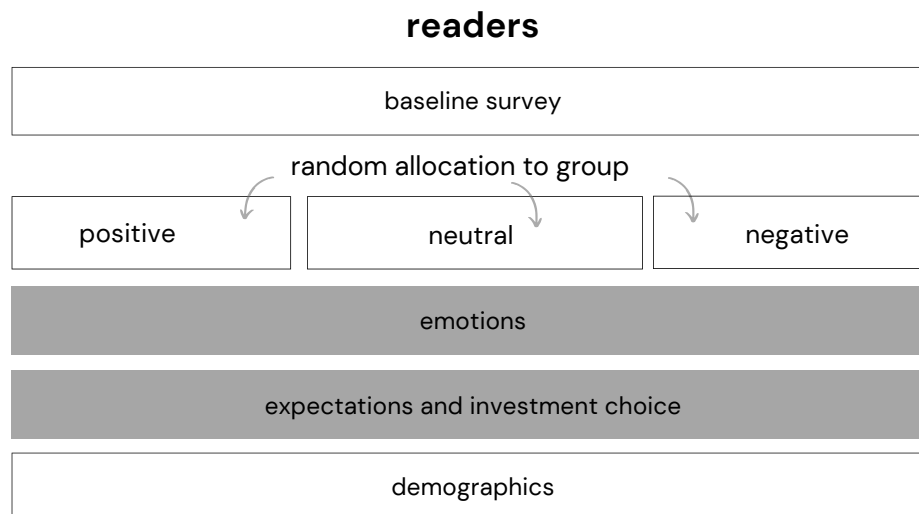 readers
baseline survey
random allocation to group
positive
neutral
negative
emotions
expectations and investment choice
demographics